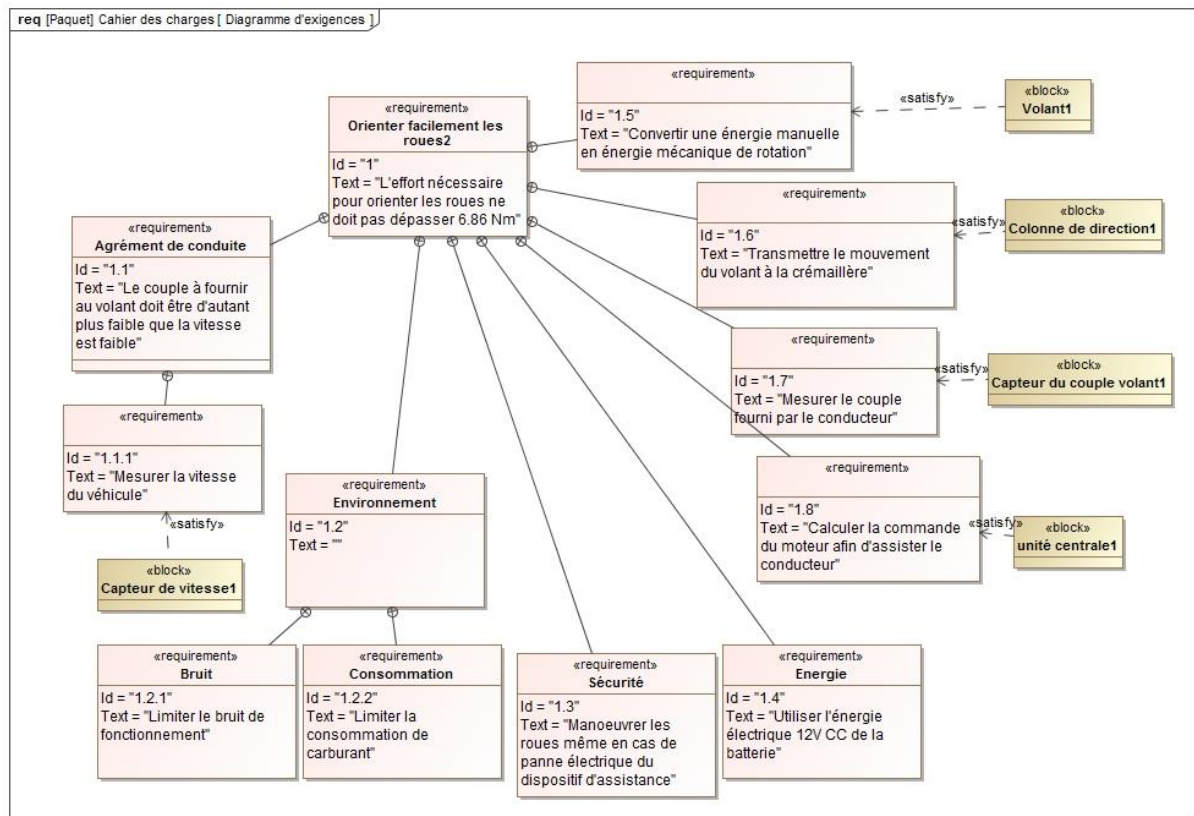 req [Paquet] Cahier des charges [ Diagramme d'exigences ]
«requirement»
Orienter facilement les
roues2
Id = "1"
Text = "L'effort nécessaire
pour orienter les roues ne
doit pas dépasser 6.86 Nm"
«requirement»
Id = "1.5"
Text = "Convertir une énergie manuelle
en énergie mécanique de rotation"
«satisfy»
«block»
Volant1
«requirement»
Id = "1.6"
Text = "Transmettre le mouvement
du volant à la crémaillère"
«satisfy»
«block»
Colonne de direction1
«requirement»
Agrément de conduite
Id = "1.1"
Text = "Le couple à fournir
au volant doit être d'autant
plus faible que la vitesse
est faible"
«requirement»
Id = "1.7"
Text = "Mesurer le couple
fourni par le conducteur"
«satisfy»
«block»
Capteur du couple volant1
«requirement»
Id = "1.1.1"
Text = "Mesurer la vitesse
du véhicule"
«satisfy»
«block»
Capteur de vitesse1
«requirement»
Id = "1.8"
Text = "Calculer la commande
du moteur afin d'assister le
conducteur"
«satisfy»
«block»
unité centrale1
«requirement»
Environnement
Id = "1.2"
Text = ""
«requirement»
Bruit
Id = "1.2.1"
Text = "Limiter le bruit de
fonctionnement"
«requirement»
Consommation
Id = "1.2.2"
Text = "Limiter la
consommation de
carburant"
«requirement»
Sécurité
Id = "1.3"
Text = "Manoeuvrer les
roues même en cas de
panne électrique du
dispositif d'assistance"
«requirement»
Energie
Id = "1.4"
Text = "Utiliser l'énergie
électrique 12V CC de la
batterie"